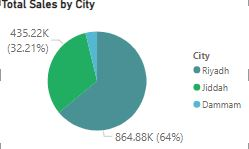 Total Sales by City
435.22K
(32.21%)
City
Riyadh
Jiddah
Dammam
864.88K (64%)